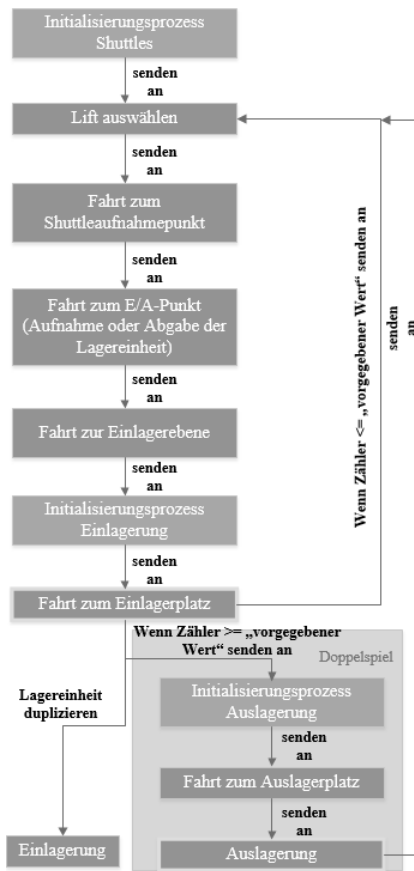 Initialisierungsprozess
Shuttles
senden
an
Lift auswählen
senden
an
Fahrt zum
Shuttleaufnahmepunkt
senden
an
Fahrt zum E/A-Punkt
(Aufnahme oder Abgabe der
Lagereinheit)
senden
an
Fahrt zur Einlagerebene
senden
an
Initialisierungsprozess
Einlagerung
senden
an
Fahrt zum Einlagerplatz
Wenn Zähler <= „vorgegebener Wert“ senden an
senden
an
Wenn Zähler >= „vorgegebener
Wert“ senden an
Doppelspiel
Lagereinheit
duplizieren
Initialisierungsprozess
Auslagerung
senden
an
Fahrt zum Auslagerplatz
senden
an
Einlagerung
Auslagerung